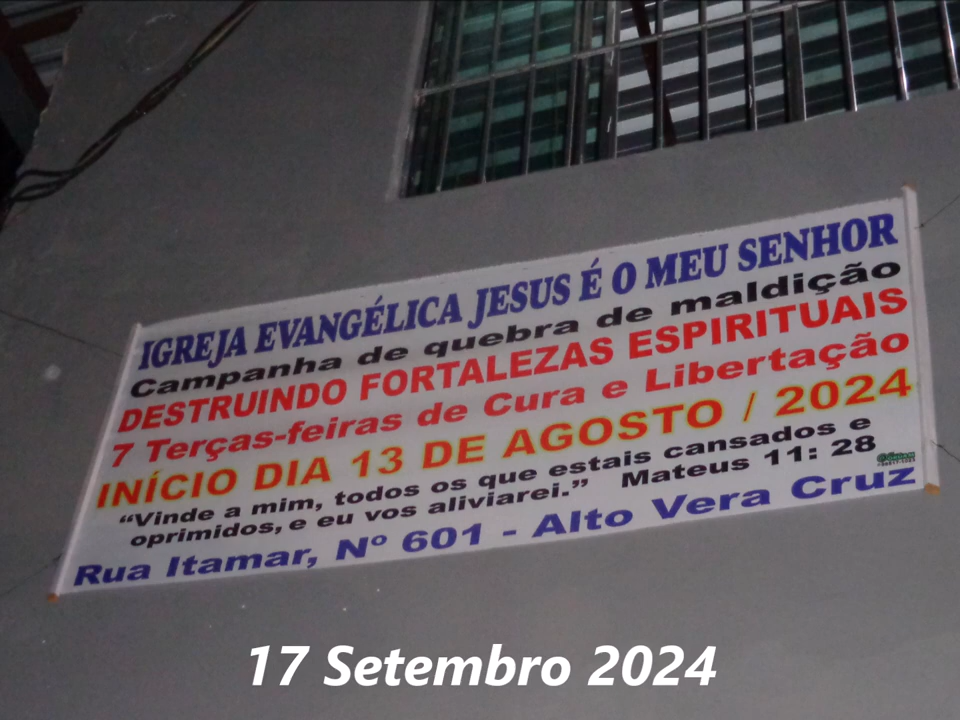 IGREJA EVANGÉLICA JESUS É O MEU SENHOR
Campanha de quebra de maldição
DESTRUINDO FORTALEZAS ESPIRITUAIS
7 Terças-feiras de Cura e Libertação
INÍCIO DIA 13 DE AGOSTO / 2024
“Vinde a mim, todos os que estais cansados e
oprimidos, e eu vos aliviarei.” Mateus 11: 28
Rua Itamar, Nº 601 - Alto Vera Cruz
17 Setembro 2024